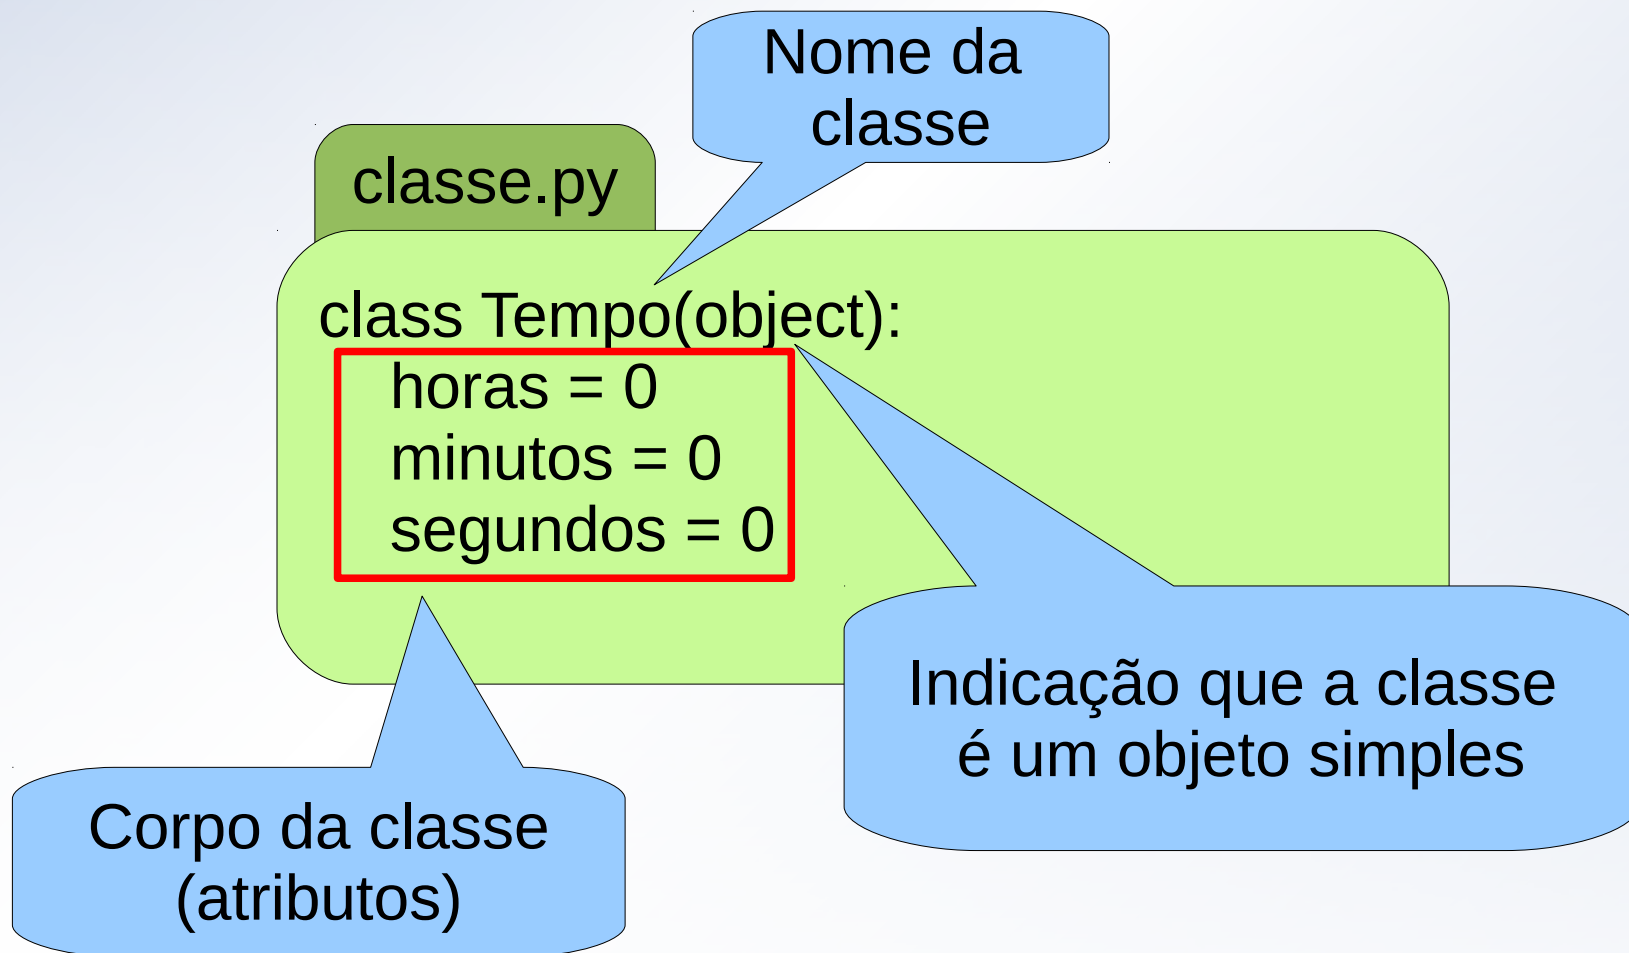 Nome da
classe
classe.py
class Tempo(object):
horas = 0
minutos = 0
segundos = 0
Indicação que a classe
é um objeto simples
Corpo da classe
(atributos)